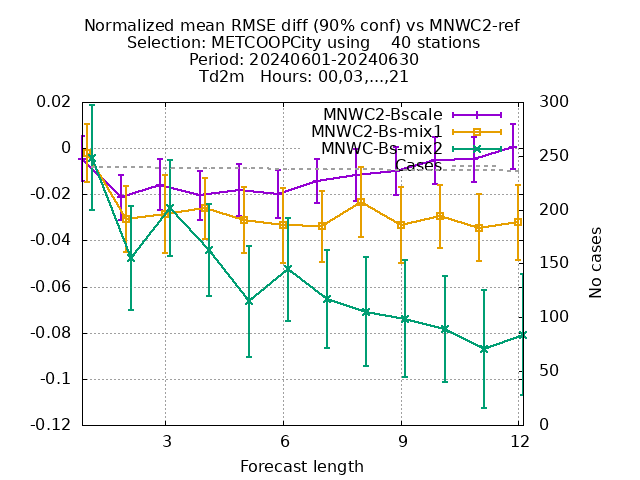 Normalized mean RMSE diff (90% conf) vs MNWC2-ref
Selection: METCOOPCity using 40 stations
Period: 20240601-20240630
Td2m Hours: 00,03,...,21
0.02
0
-0.02
-0.04
-0.06
-0.08
-0.1
-0.12
300
250
200
150
100
50
0
MNWC2-Bscale
MNWC2-Bs-mix1
MNWC-Bs-mix2
Cases
No cases
3
6
9
12
Forecast length